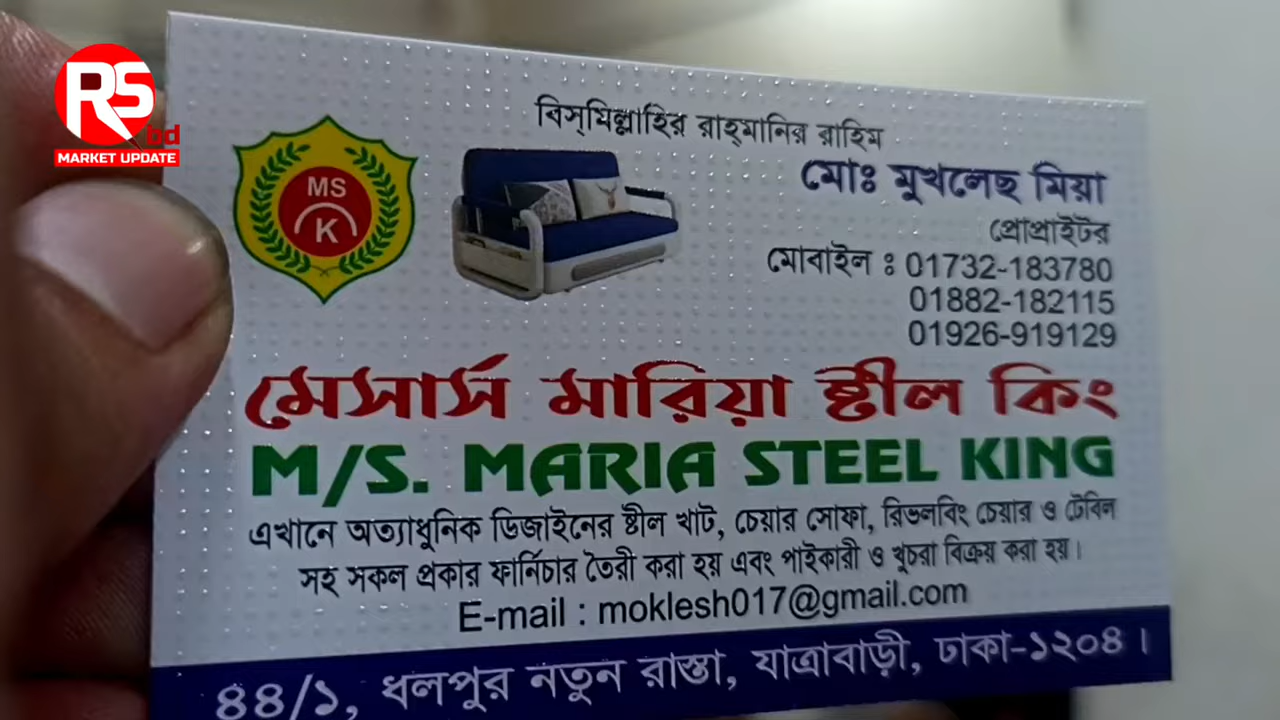 RS
bd
MARKET UPDATE
বিস্‌মিল্লাহির রাহ্‌মানির রাহিম
MS
K
মোঃ মুখলেছ মিয়া
প্রোপ্রাইটর
মোবাইল ঃ 01732-183780
01882-182115
01926-919129
মেসার্স মারিয়া ষ্টীল কিং
M/S. MARIA STEEL KING
এখানে অত্যাধুনিক ডিজাইনের ষ্টীল খাট, চেয়ার সোফা, রিভলবিং চেয়ার ও টেবিল
সহ সকল প্রকার ফার্নিচার তৈরী করা হয় এবং পাইকারী ও খুচরা বিক্রয় করা হয়।
E-mail : moklesh017@gmail.com
৪৪/১, ধলপুর নতুন রাস্তা, যাত্রাবাড়ী, ঢাকা-১২০৪।